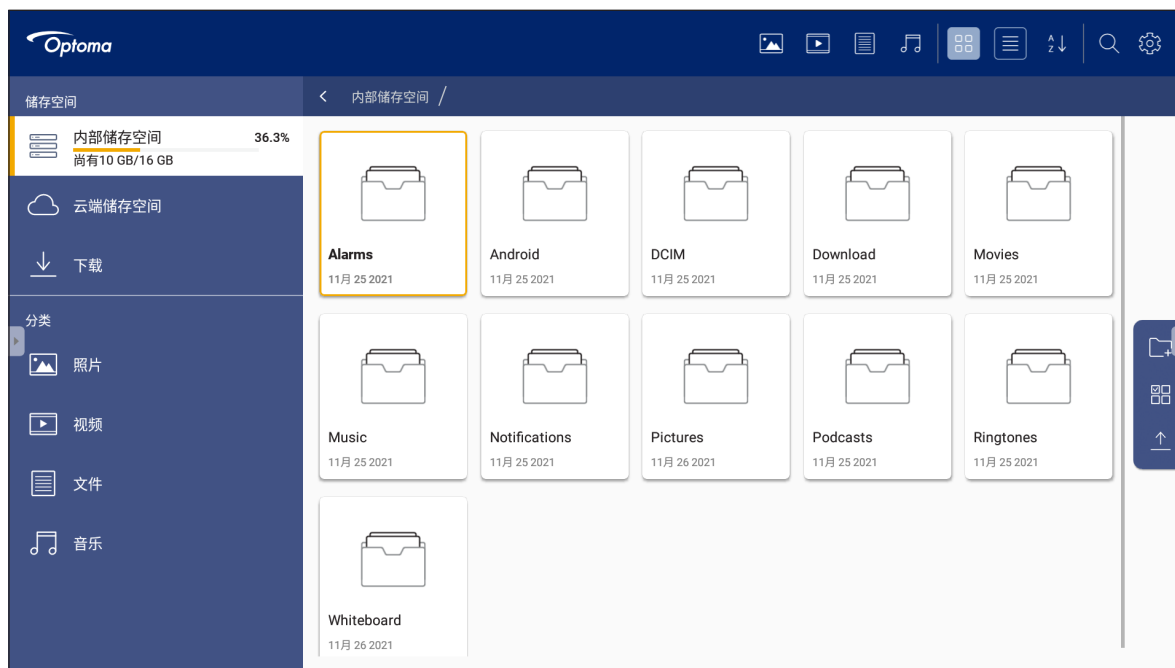 Optoma
A
Z
储存空间
内部储存空间 /
内部储存空间 36.3%
尚有10 GB/16 GB
云端储存空间
下载
分类
照片
视频
文件
音乐
Alarms
11月 25 2021
Android
11月 25 2021
DCIM
11月 25 2021
Download
11月 25 2021
Movies
11月 25 2021
Music
11月 25 2021
Notifications
11月 25 2021
Pictures
11月 26 2021
Podcasts
11月 25 2021
Ringtones
11月 25 2021
Whiteboard
11月 26 2021